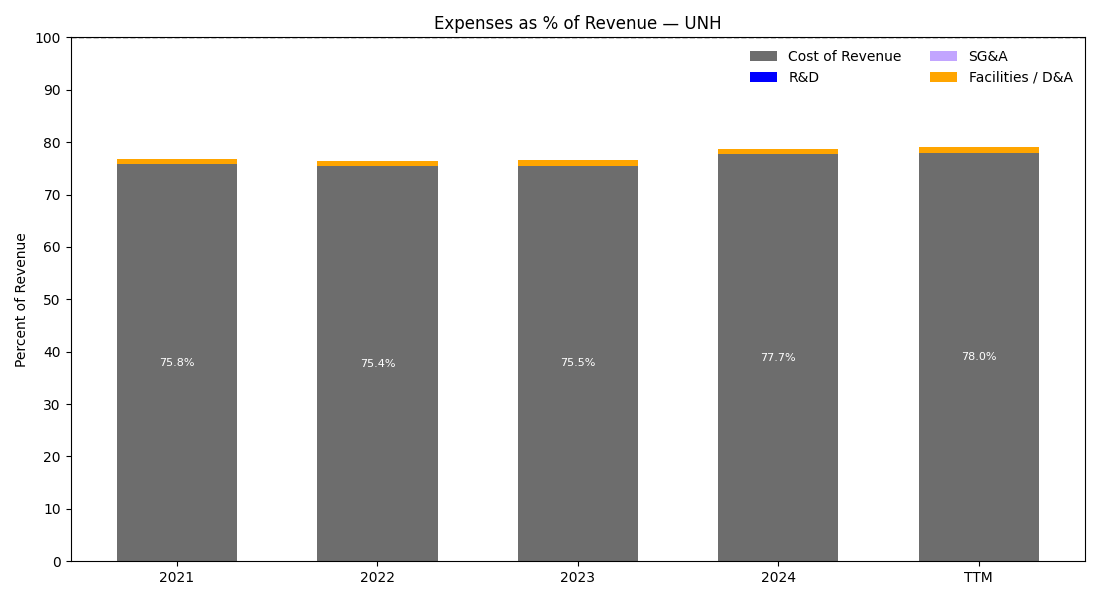 Expenses as % of Revenue — UNH
Cost of Revenue
R&D
SG&A
Facilities / D&A
Percent of Revenue
100
90
80
70
60
50
40
30
20
10
0
75.8%
75.4%
75.5%
77.7%
78.0%
2021
2022
2023
2024
TTM